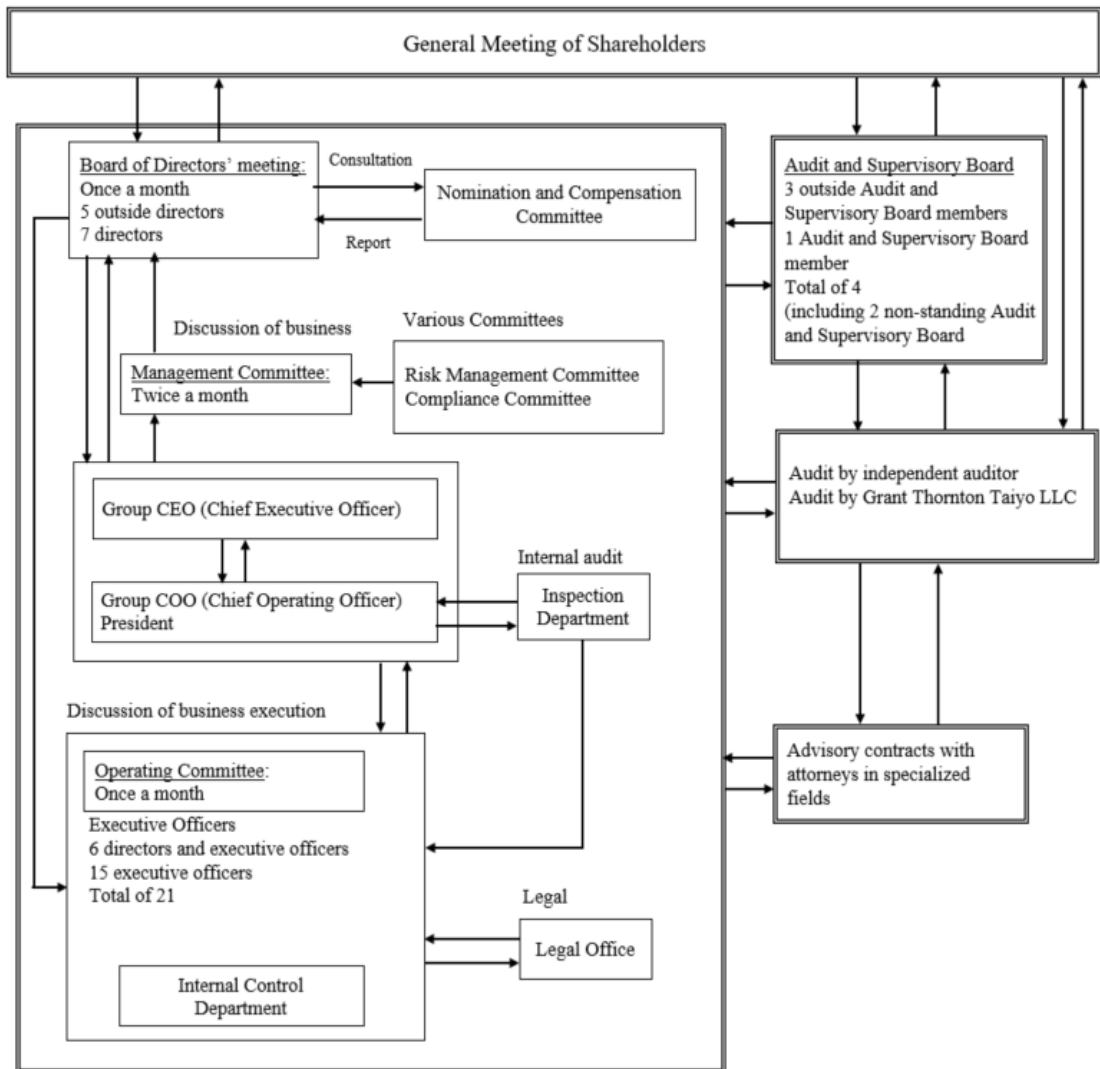 General Meeting of Shareholders
Board of Directors' meeting:
Once a month
5 outside directors
7 directors
Consultation
Report
Nomination and Compensation
Committee
Audit and Supervisory Board
3 outside Audit and
Supervisory Board members
1 Audit and Supervisory Board
member
Total of 4
(including 2 non-standing Audit
and Supervisory Board
Discussion of business
Management Committee:
Twice a month
Various Committees
Risk Management Committee
Compliance Committee
Audit by independent auditor
Audit by Grant Thornton Taiyo LLC
Group CEO (Chief Executive Officer)
Group COO (Chief Operating Officer)
President
Internal audit
Inspection
Department
Discussion of business execution
Operating Committee:
Once a month
Executive Officers
6 directors and executive officers
15 executive officers
Total of 21
Advisory contracts with
attorneys in specialized
fields
Legal
Legal Office
Internal Control
Department